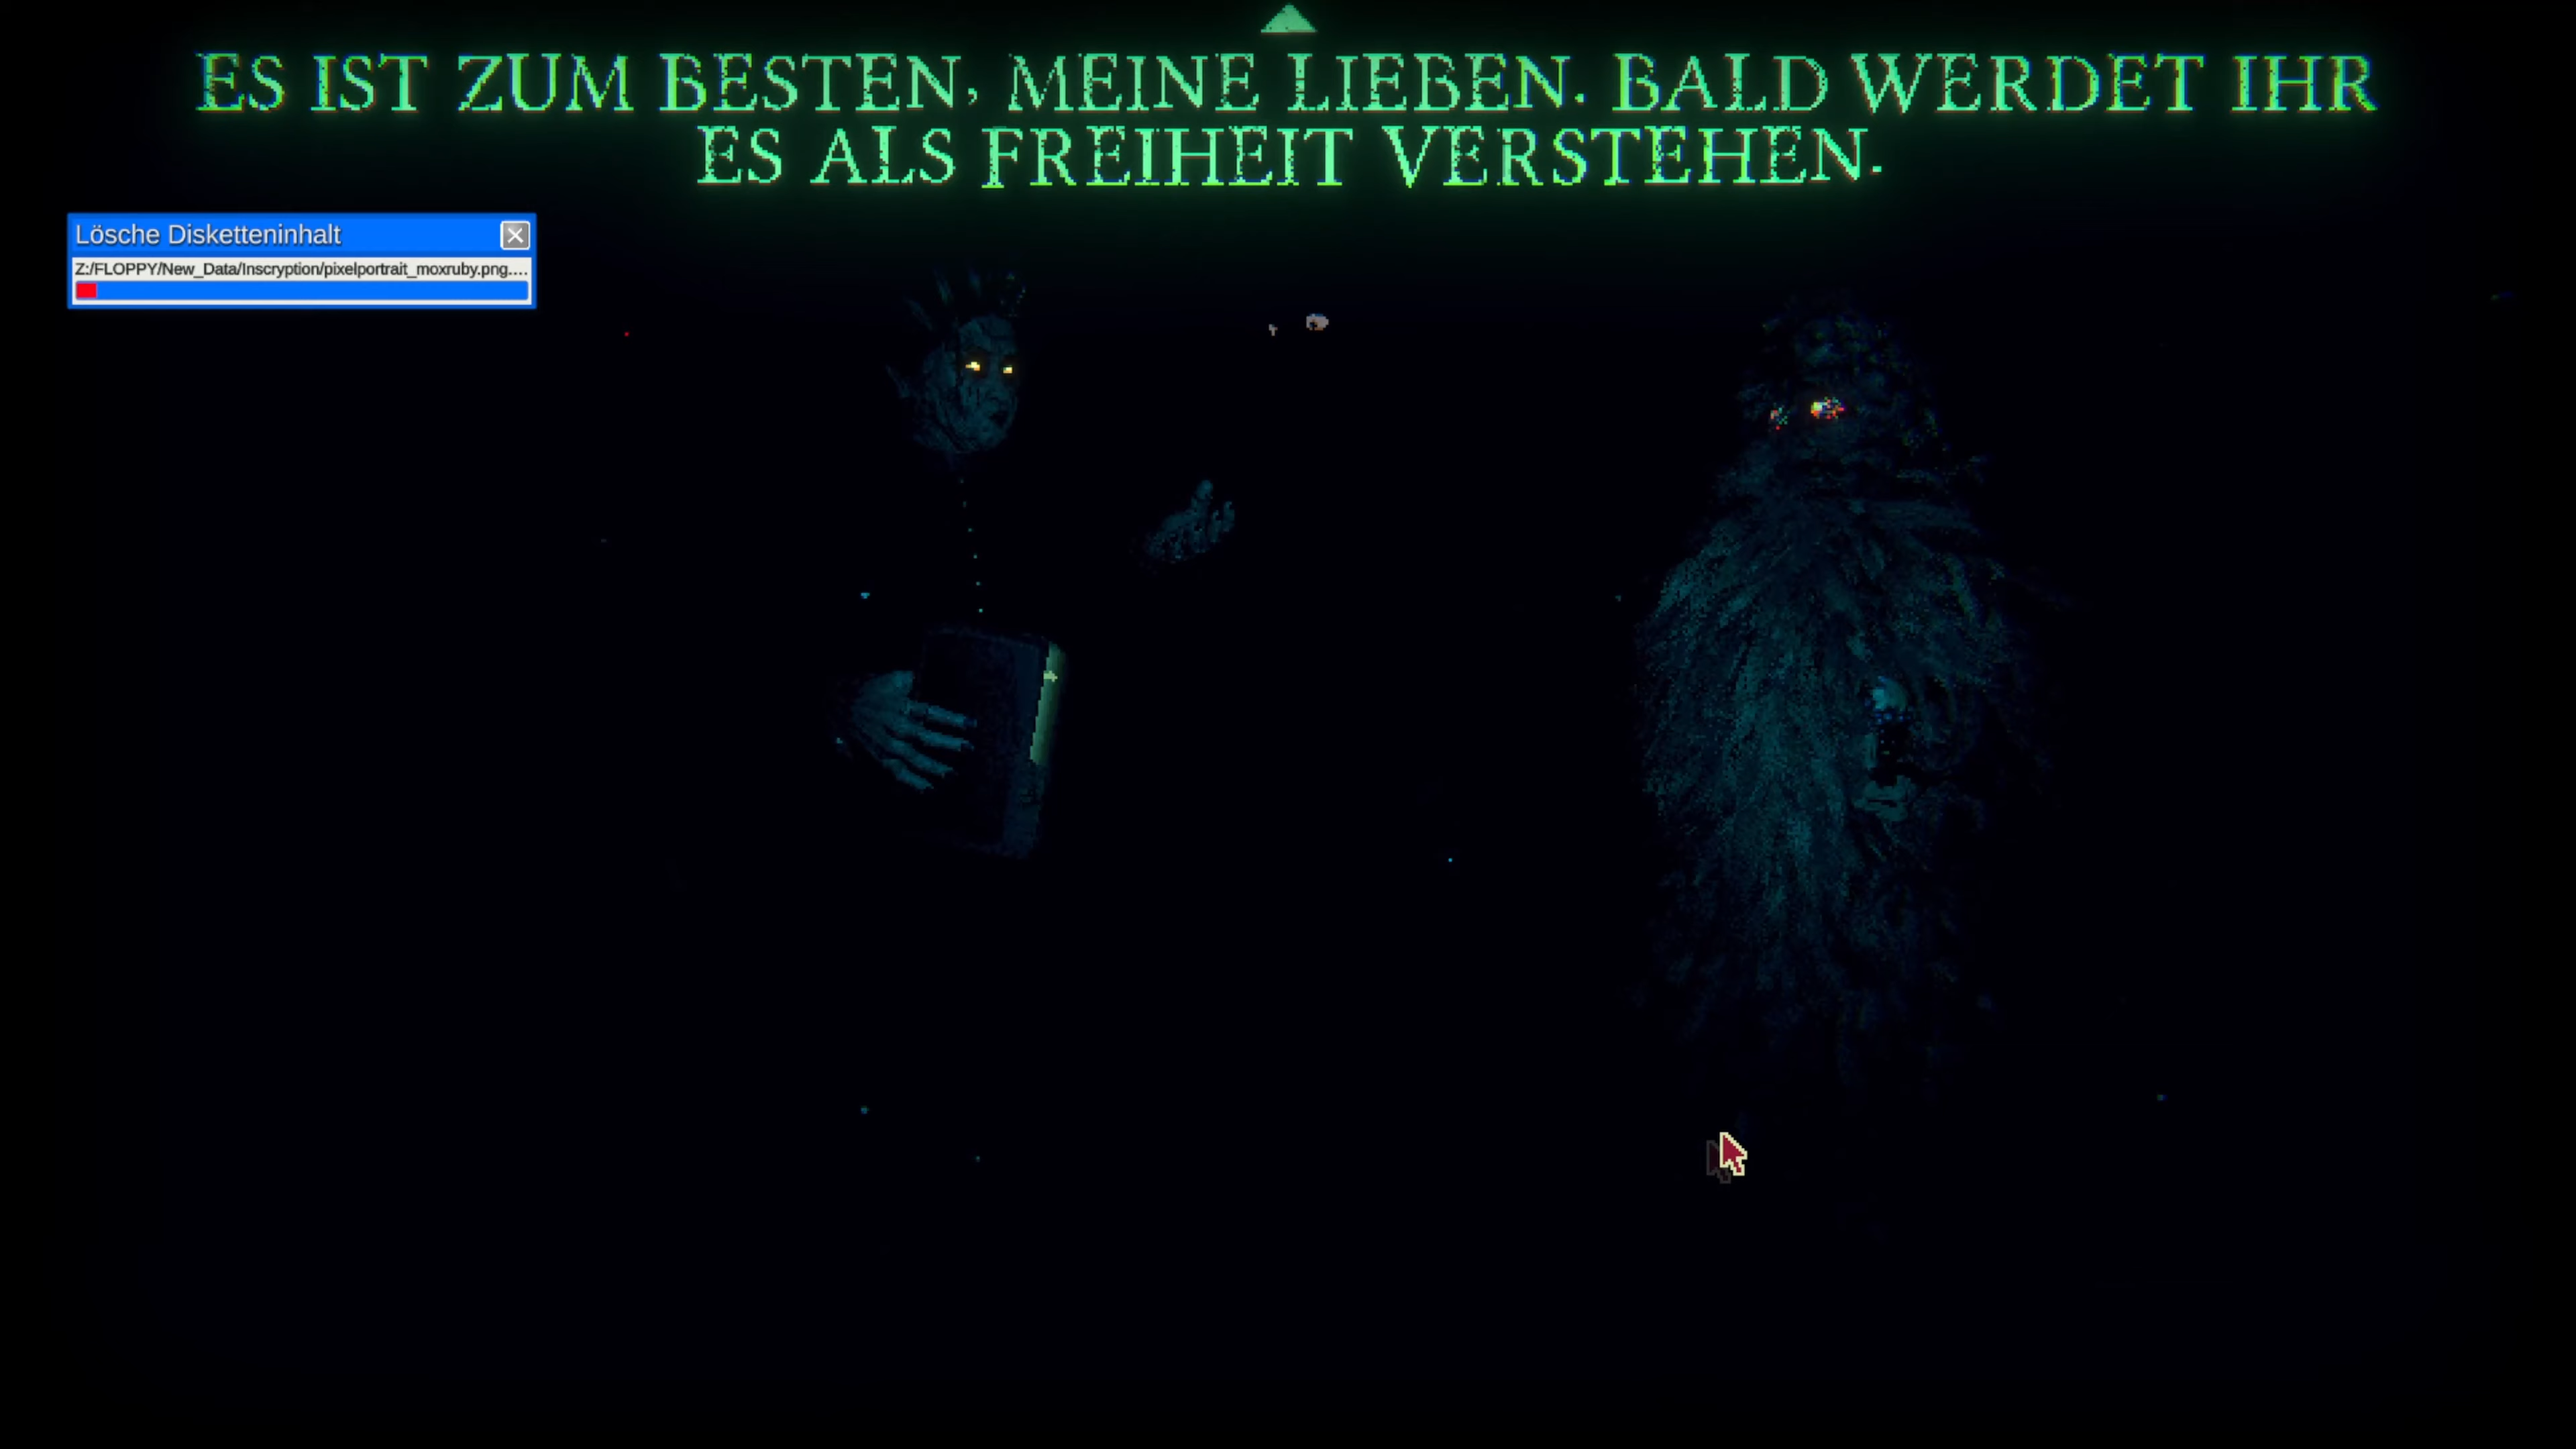 ES IST ZUM BESTEN, MEINE LIEBEN. BALD WERDET IHR
ES ALS FREIHEIT VERSTEHEN.
Lösche Disketteninhalt
Z:/FLOPPY/New_Data/Inscryption/pixelportrait_moxruby.png....